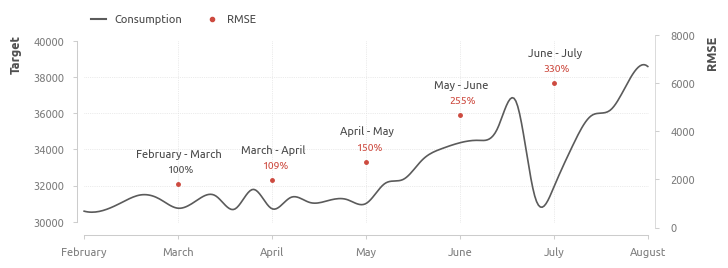 Consumption RMSE
Target
RMSE
40000
38000
36000
34000
32000
30000
8000
6000
4000
2000
0
February - March
100%
March - April
109%
April - May
150%
May - June
255%
June - July
330%
February March April May June July August